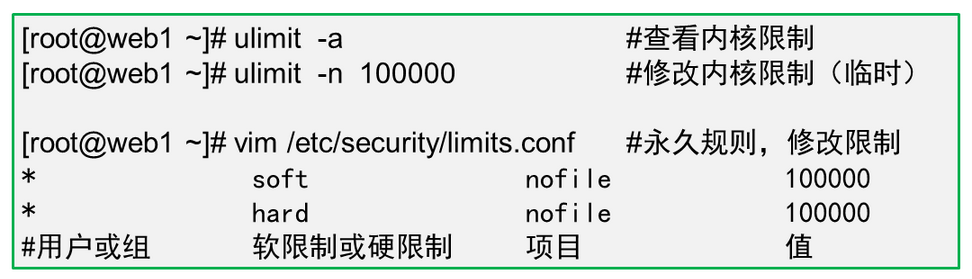 [root@web1 ~]# ulimit -a #查看内核限制
[root@web1 ~]# ulimit -n 100000 #修改内核限制（临时）
[root@web1 ~]# vim /etc/security/limits.conf #永久规则，修改限制
* soft nofile 100000
* hard nofile 100000
#用户或组 软限制或硬限制 项目 值